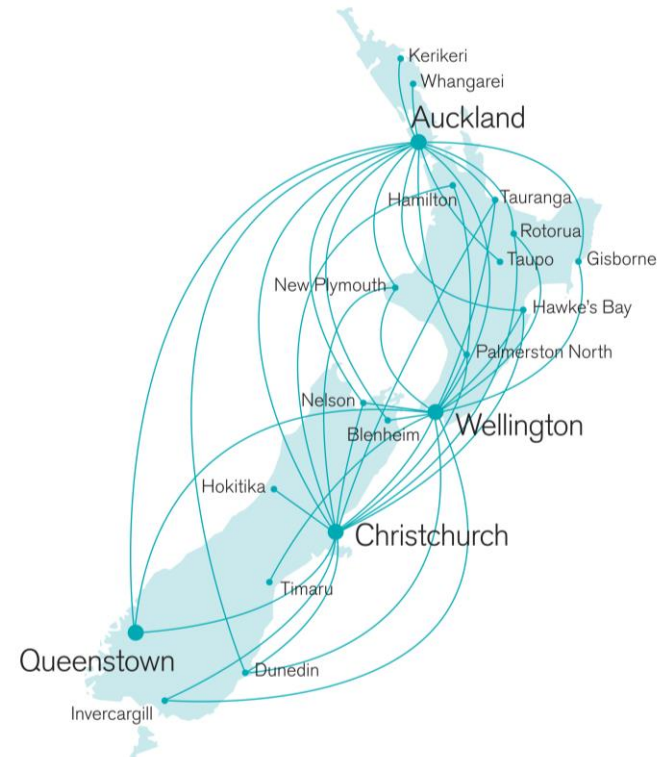 Kerikeri
Whangarei
Auckland
Hamilton
Tauranga
Rotorua
Taupo
Gisborne
New Plymouth
Hawke's Bay
Palmerston North
Nelson
Blenheim
Wellington
Hokitika
Christchurch
Timaru
Queenstown
Dunedin
Invercargill